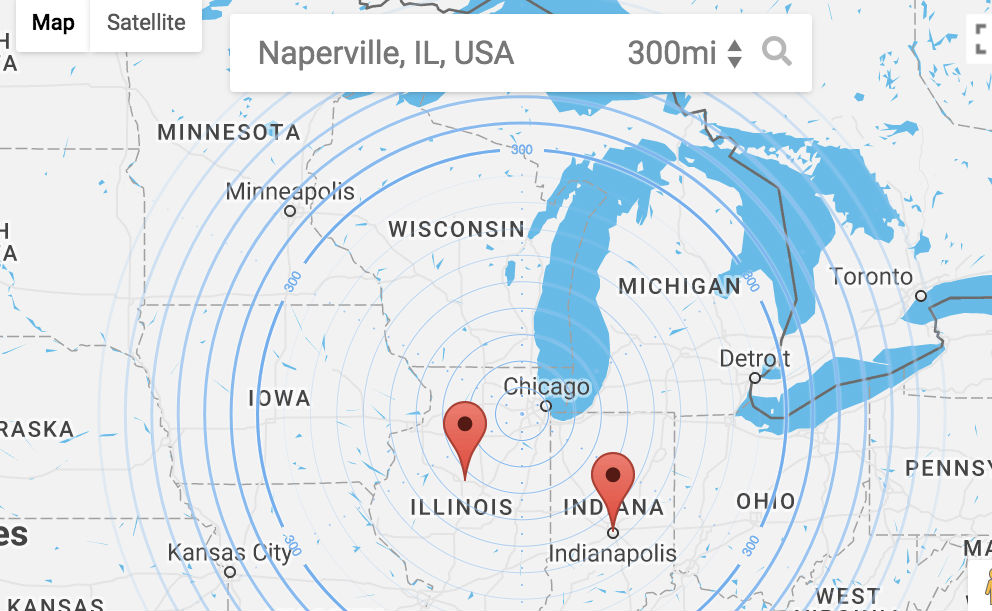 Map Satellite
Naperville, IL, USA 300mi
H
A
MINNESOTA
300
Minneapolis
WISCONSIN
H
A
300
MICHIGAN
300
Toronto
Detroit
Chicago
IOWA
RASKA
ILLINOIS
INDIANA
OHIO
PENNSY
es
Kansas City
300
Indianapolis
300
MA
KANSAS
WEST